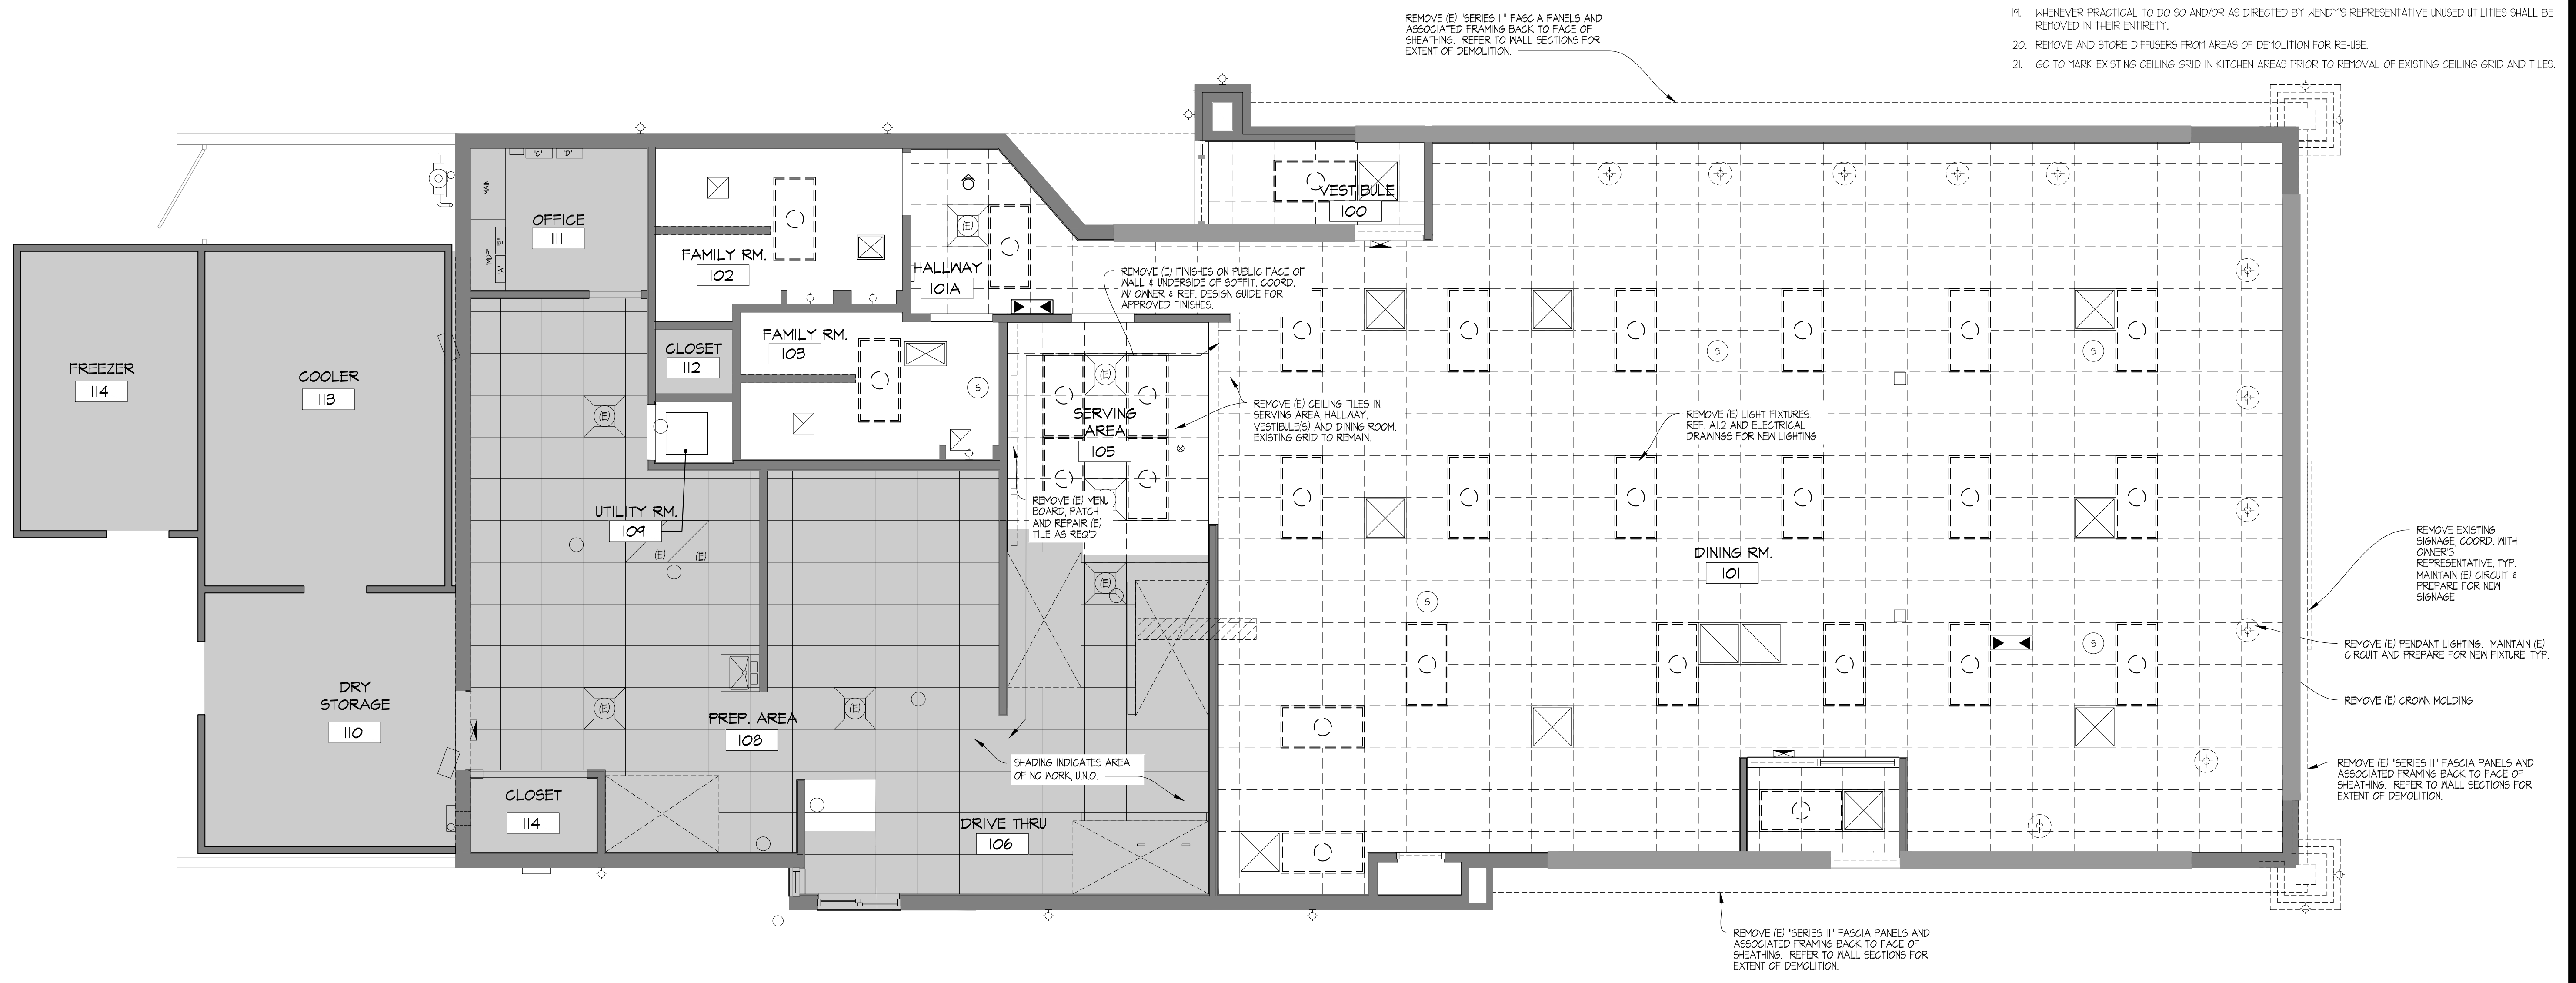 19. WHENEVER PRACTICAL TO DO SO AND/OR AS DIRECTED BY WENDY'S REPRESENTATIVE UNUSED UTILITIES SHALL BE
REMOVED IN THEIR ENTIRETY.
20. REMOVE AND STORE DIFFUSERS FROM AREAS OF DEMOLITION FOR RE-USE.
21. GC TO MARK EXISTING CEILING GRID IN KITCHEN AREAS PRIOR TO REMOVAL OF EXISTING CEILING GRID AND TILES.
REMOVE (E) "SERIES II" FASCIA PANELS AND
ASSOCIATED FRAMING BACK TO FACE OF
SHEATHING. REFER TO WALL SECTIONS FOR
EXTENT OF DEMOLITION.
"C"
"D"
MAIN
"MDP"
"B"
"A"
OFFICE
111
FAMILY RM.
102
HALLWAY
101A
(E)
VESTIBULE
100
REMOVE (E) FINISHES ON PUBLIC FACE OF
WALL & UNDERSIDE OF SOFFIT. COORD.
W/ OWNER & REF. DESIGN GUIDE FOR
APPROVED FINISHES.
FREEZER
114
COOLER
113
CLOSET
112
FAMILY RM.
103
S
(E)
(E)
SERVING
AREA
105
REMOVE (E) CEILING TILES IN
SERVING AREA, HALLWAY,
VESTIBULE(S) AND DINING ROOM.
EXISTING GRID TO REMAIN.
S
S
REMOVE (E) LIGHT FIXTURES.
REF. A1.2 AND ELECTRICAL
DRAWINGS FOR NEW LIGHTING
UTILITY RM.
109
(E)
(E)
REMOVE (E) MENU
BOARD, PATCH
AND REPAIR (E)
TILE AS REQ'D
(E)
DINING RM.
101
S
S
REMOVE EXISTING
SIGNAGE, COORD. WITH
OWNER'S
REPRESENTATIVE, TYP.
MAINTAIN (E) CIRCUIT &
PREPARE FOR NEW
SIGNAGE
REMOVE (E) PENDANT LIGHTING. MAINTAIN (E)
CIRCUIT AND PREPARE FOR NEW FIXTURE, TYP.
REMOVE (E) CROWN MOLDING
DRY
STORAGE
110
(E)
(E)
PREP. AREA
108
SHADING INDICATES AREA
OF NO WORK, U.N.O.
CLOSET
114
DRIVE THRU
106
REMOVE (E) "SERIES II" FASCIA PANELS AND
ASSOCIATED FRAMING BACK TO FACE OF
SHEATHING. REFER TO WALL SECTIONS FOR
EXTENT OF DEMOLITION.
REMOVE (E) "SERIES II" FASCIA PANELS AND
ASSOCIATED FRAMING BACK TO FACE OF
SHEATHING. REFER TO WALL SECTIONS FOR
EXTENT OF DEMOLITION.